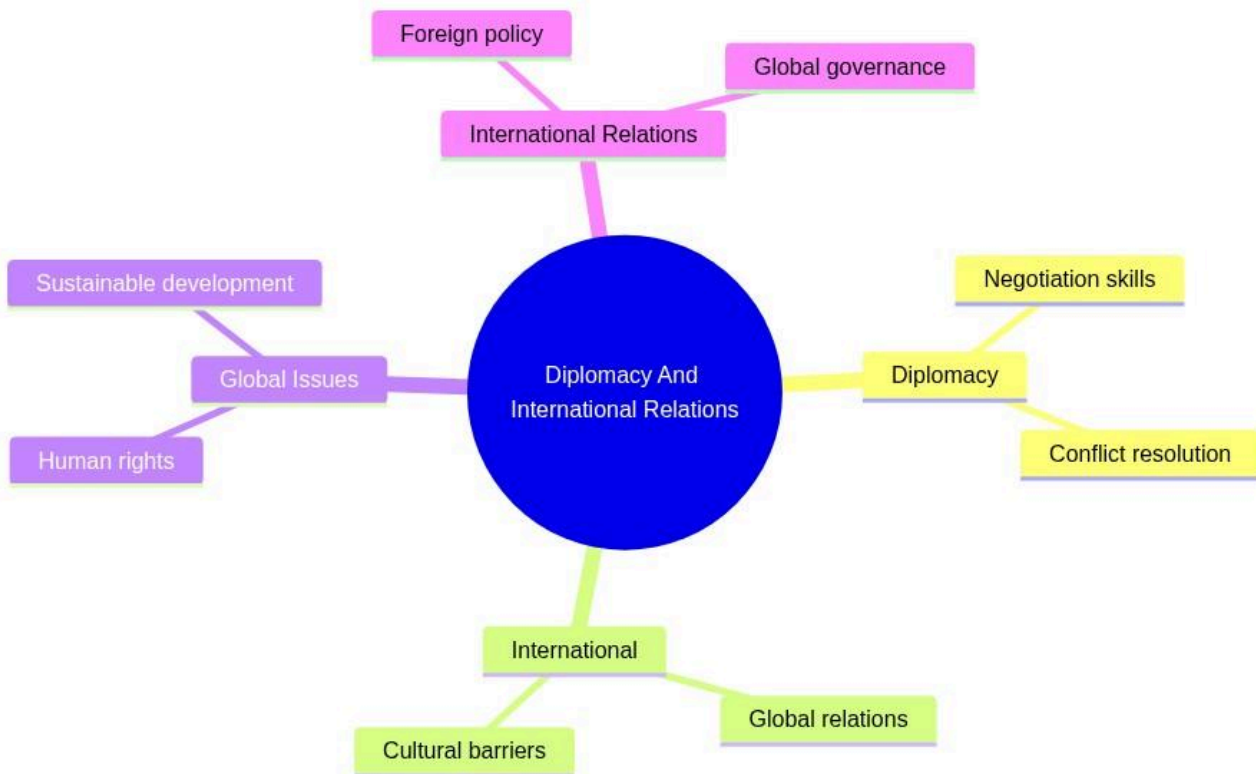 Foreign policy
Global governance
International Relations
Sustainable development
Negotiation skills
Global Issues
Diplomacy And
International Relations
Diplomacy
Human rights
Conflict resolution
International
Global relations
Cultural barriers